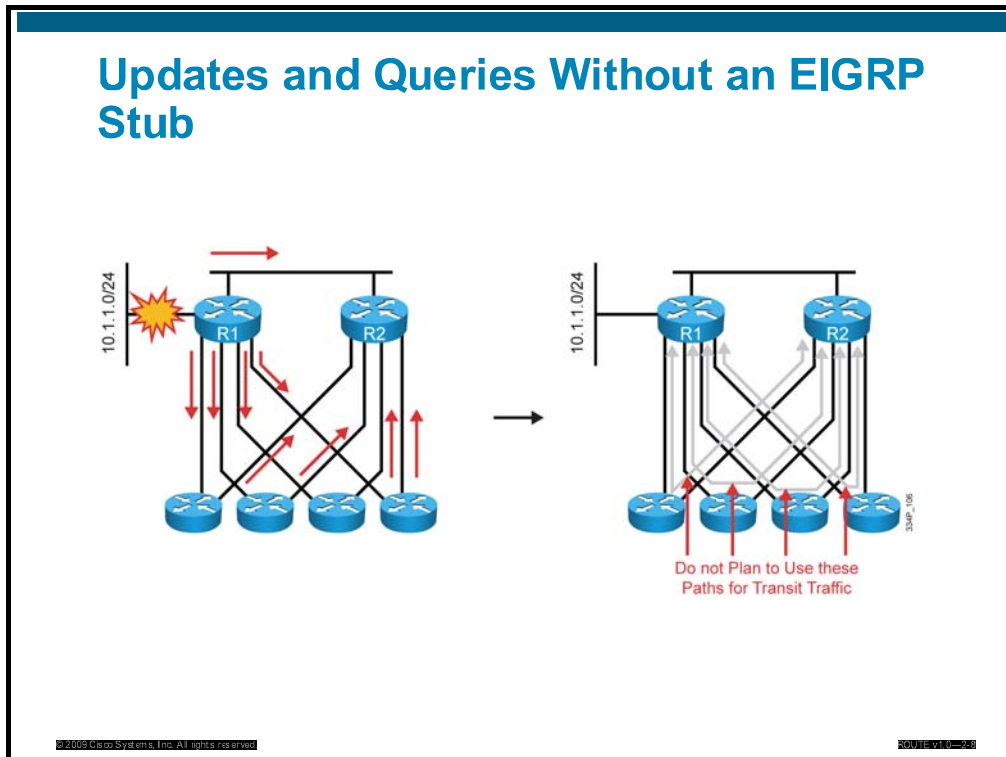 Updates and Queries Without an EIGRP
Stub
10.1.1.0/24
R1
R2
10.1.1.0/24
R1
R2
334P_106
Do not Plan to Use these
Paths for Transit Traffic
© 2009 Cisco Systems, Inc. All rights reserved.
ROUTE v1.0—2-8